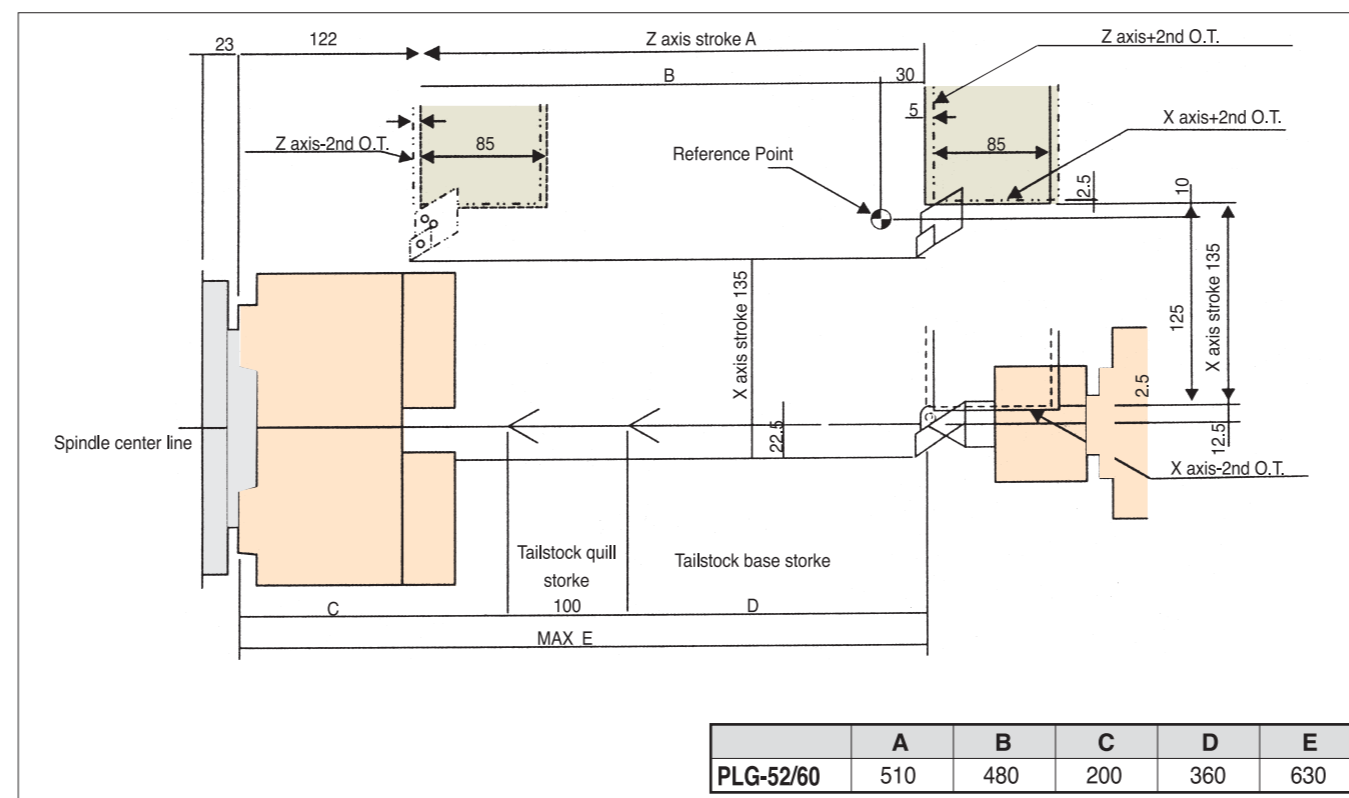 23
122
Z axis stroke A
Z axis+2nd O.T.
B
30
5
X axis+2nd O.T.
Z axis-2nd O.T.
85
Reference Point
85
2.5
10
X axis stroke 135
125
X axis stroke 135
2.5
Spindle center line
22.5
12.5
X axis-2nd O.T.
Tailstock quill
storke
Tailstock base storke
C
100
D
MAX E
A B C D E
PLG-52/60 510 480 200 360 630